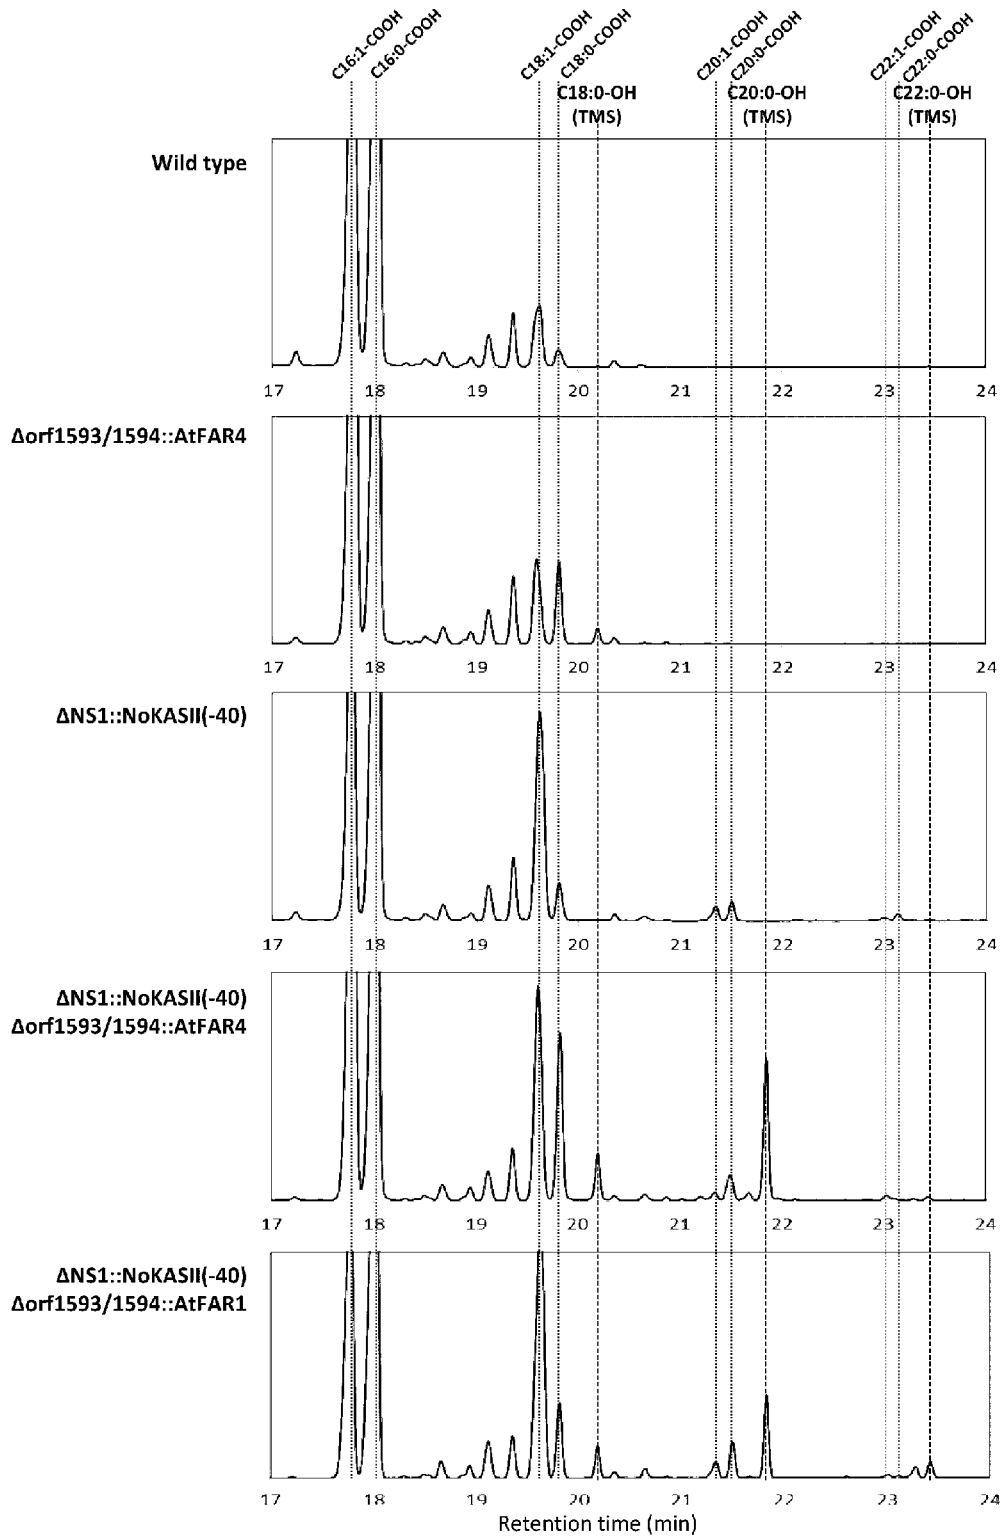 C16:1-COOH
C16:0-COOH
C18:1-COOH
C18:0-COOH
C20:1-COOH
C20:0-COOH
C22:1-COOH
C22:0-COOH
C18:0-OH
(TMS)
C20:0-OH
(TMS)
C22:0-OH
(TMS)
Wild type
17 18 19 20 21 22 23 24
Δorf1593/1594::AtFAR4
17 18 19 20 21 22 23 24
ΔNS1::NoKASII(-40)
17 18 19 20 21 22 23 24
ΔNS1::NoKASII(-40)
Δorf1593/1594::AtFAR4
17 18 19 20 21 22 23 24
ΔNS1::NoKASII(-40)
Δorf1593/1594::AtFAR1
17 18 19 20 21 22 23 24
Retention time (min)